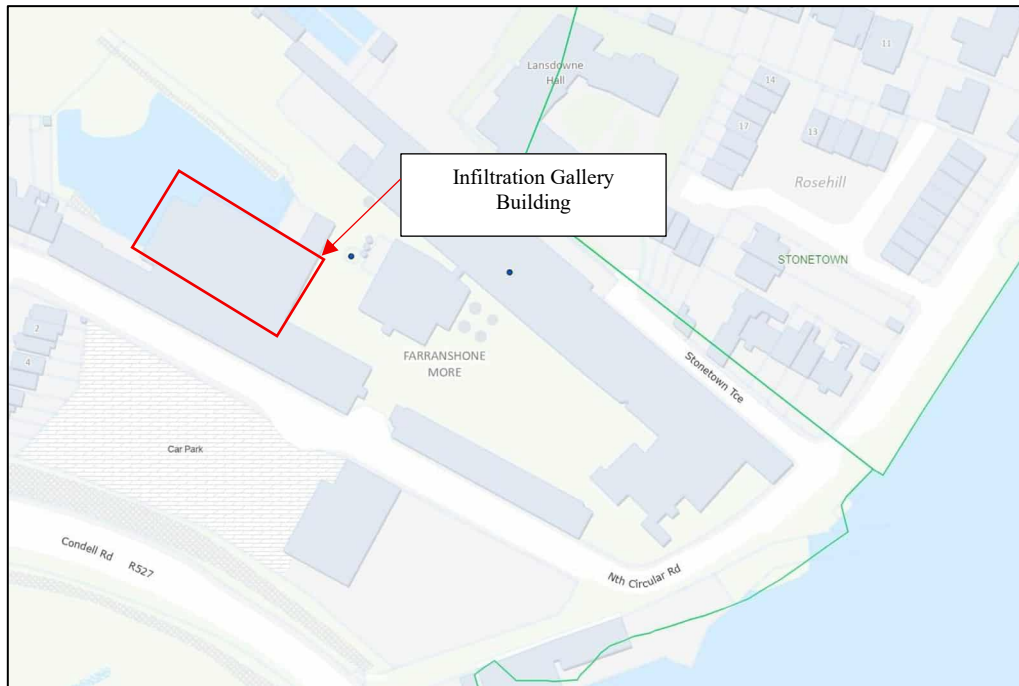 Lansdowne
Hall
11
14
17
13
Infiltration Gallery
Building
Rosehill
STONETOWN
2
4
FARRANSHONE
MORE
Stonetown Tce
Car Park
Condell Rd R527
Nth Circular Rd